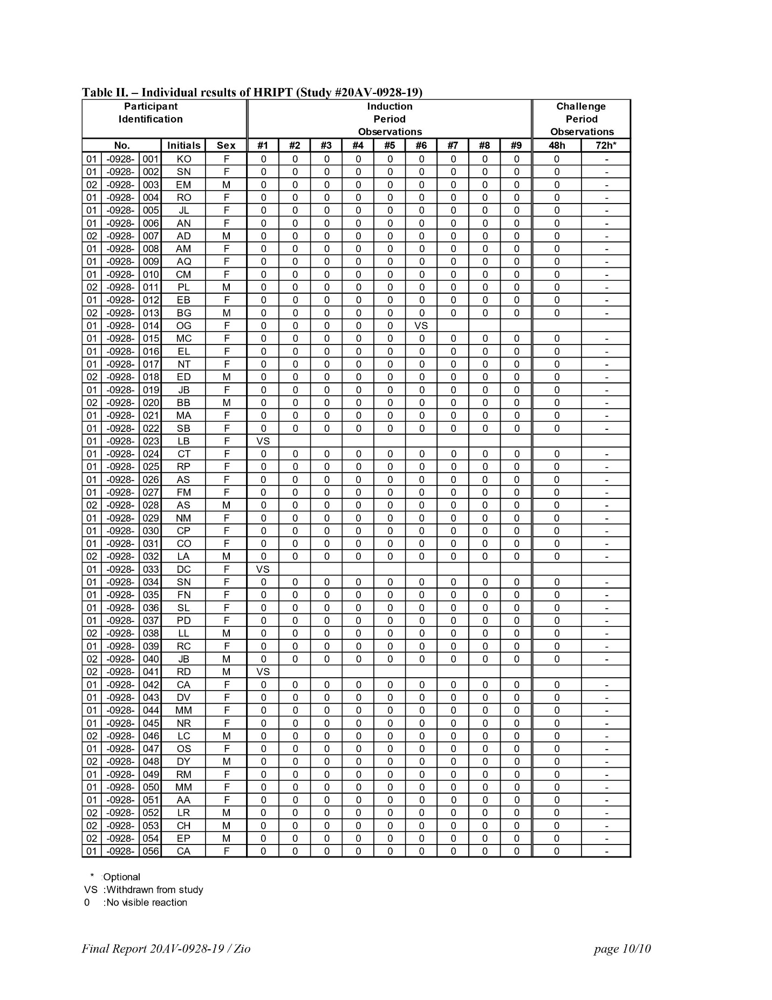 Table II. – Individual results of HRIPT (Study #20AV-0928-19)
Participant Induction Challenge
Identification Period Period
Observations Observations
No. Initials Sex #1 #2 #3 #4 #5 #6 #7 #8 #9 48h 72h*
01 -0928- 001 KO F 0 0 0 0 0 0 0 0 0 0 -
01 -0928- 002 SN F 0 0 0 0 0 0 0 0 0 0 -
02 -0928- 003 EM M 0 0 0 0 0 0 0 0 0 0 -
01 -0928- 004 RO F 0 0 0 0 0 0 0 0 0 0 -
01 -0928- 005 JL F 0 0 0 0 0 0 0 0 0 0 -
01 -0928- 006 AN F 0 0 0 0 0 0 0 0 0 0 -
02 -0928- 007 AD M 0 0 0 0 0 0 0 0 0 0 -
01 -0928- 008 AM F 0 0 0 0 0 0 0 0 0 0 -
01 -0928- 009 AQ F 0 0 0 0 0 0 0 0 0 0 -
01 -0928- 010 CM F 0 0 0 0 0 0 0 0 0 0 -
02 -0928- 011 PL M 0 0 0 0 0 0 0 0 0 0 -
01 -0928- 012 EB F 0 0 0 0 0 0 0 0 0 0 -
02 -0928- 013 BG M 0 0 0 0 0 0 0 0 0 0 -
01 -0928- 014 OG F 0 0 0 0 0 VS
01 -0928- 015 MC F 0 0 0 0 0 0 0 0 0 0 -
01 -0928- 016 EL F 0 0 0 0 0 0 0 0 0 0 -
01 -0928- 017 NT F 0 0 0 0 0 0 0 0 0 0 -
02 -0928- 018 ED M 0 0 0 0 0 0 0 0 0 0 -
01 -0928- 019 JB F 0 0 0 0 0 0 0 0 0 0 -
02 -0928- 020 BB M 0 0 0 0 0 0 0 0 0 0 -
01 -0928- 021 MA F 0 0 0 0 0 0 0 0 0 0 -
01 -0928- 022 SB F 0 0 0 0 0 0 0 0 0 0 -
01 -0928- 023 LB F VS
01 -0928- 024 CT F 0 0 0 0 0 0 0 0 0 0 -
01 -0928- 025 RP F 0 0 0 0 0 0 0 0 0 0 -
01 -0928- 026 AS F 0 0 0 0 0 0 0 0 0 0 -
01 -0928- 027 FM F 0 0 0 0 0 0 0 0 0 0 -
02 -0928- 028 AS M 0 0 0 0 0 0 0 0 0 0 -
01 -0928- 029 NM F 0 0 0 0 0 0 0 0 0 0 -
01 -0928- 030 CP F 0 0 0 0 0 0 0 0 0 0 -
01 -0928- 031 CO F 0 0 0 0 0 0 0 0 0 0 -
02 -0928- 032 LA M 0 0 0 0 0 0 0 0 0 0 -
01 -0928- 033 DC F VS
01 -0928- 034 SN F 0 0 0 0 0 0 0 0 0 0 -
01 -0928- 035 FN F 0 0 0 0 0 0 0 0 0 0 -
01 -0928- 036 SL F 0 0 0 0 0 0 0 0 0 0 -
01 -0928- 037 PD F 0 0 0 0 0 0 0 0 0 0 -
02 -0928- 038 LL M 0 0 0 0 0 0 0 0 0 0 -
01 -0928- 039 RC F 0 0 0 0 0 0 0 0 0 0 -
02 -0928- 040 JB M 0 0 0 0 0 0 0 0 0 0 -
02 -0928- 041 RD M VS
01 -0928- 042 CA F 0 0 0 0 0 0 0 0 0 0 -
01 -0928- 043 DV F 0 0 0 0 0 0 0 0 0 0 -
01 -0928- 044 MM F 0 0 0 0 0 0 0 0 0 0 -
01 -0928- 045 NR F 0 0 0 0 0 0 0 0 0 0 -
02 -0928- 046 LC M 0 0 0 0 0 0 0 0 0 0 -
01 -0928- 047 OS F 0 0 0 0 0 0 0 0 0 0 -
02 -0928- 048 DY M 0 0 0 0 0 0 0 0 0 0 -
01 -0928- 049 RM F 0 0 0 0 0 0 0 0 0 0 -
01 -0928- 050 MM F 0 0 0 0 0 0 0 0 0 0 -
01 -0928- 051 AA F 0 0 0 0 0 0 0 0 0 0 -
02 -0928- 052 LR M 0 0 0 0 0 0 0 0 0 0 -
02 -0928- 053 CH M 0 0 0 0 0 0 0 0 0 0 -
02 -0928- 054 EP M 0 0 0 0 0 0 0 0 0 0 -
01 -0928- 056 CA F 0 0 0 0 0 0 0 0 0 0 -
* :Optional
VS :Withdrawn from study
0 :No visible reaction
Final Report 20AV-0928-19 / Zio page 10/10